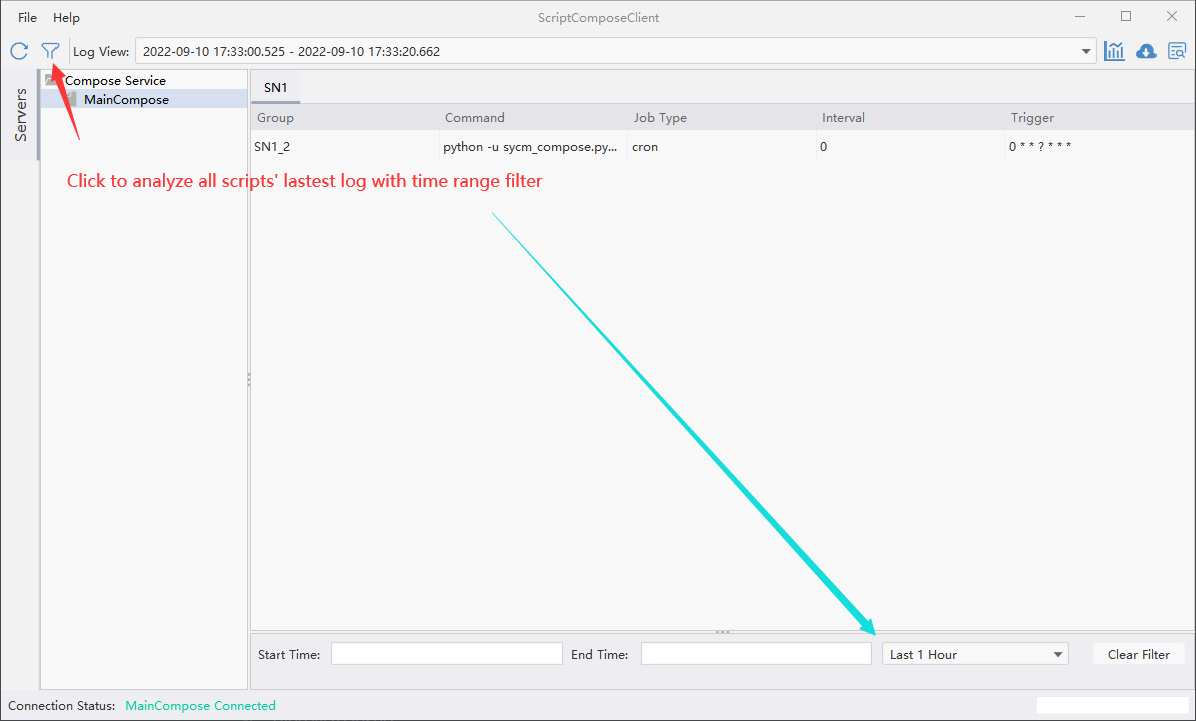 File Help
ScriptComposeClient
Log View: 2022-09-10 17:33:00.525 - 2022-09-10 17:33:20.662
Servers
Compose Service
MainCompose
SN1
Group Command Job Type Interval Trigger
SN1_2 python -u sycm_compose.py... cron 0 0 * * ? * * *
Click to analyze all scripts' lastest log with time range filter
Start Time: End Time: Last 1 Hour Clear Filter
Connection Status: MainCompose Connected